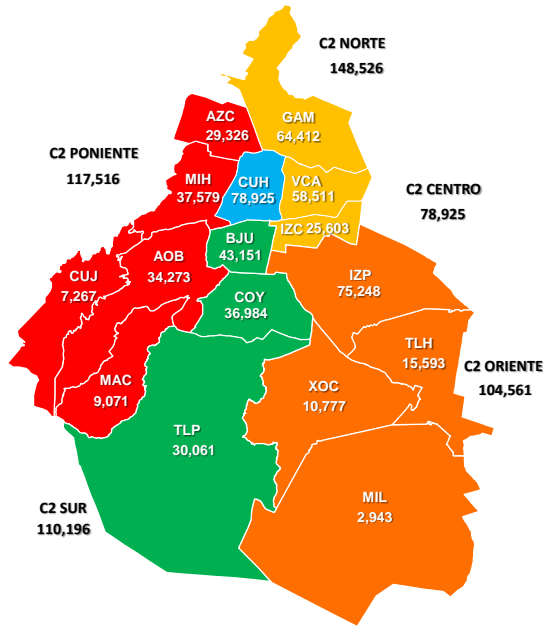 C2 NORTE
148,526
AZC
29,326
GAM
64,412
C2 PONIENTE
117,516
MIH
37,579
CUH
78,925
VCA
58,511
C2 CENTRO
78,925
IZC 25,603
BJU
43,151
AOB
34,273
CUJ
7,267
IZP
75,248
COY
36,984
TLH
15,593
C2 ORIENTE
104,561
MAC
9,071
XOC
10,777
TLP
30,061
MIL
2,943
C2 SUR
110,196